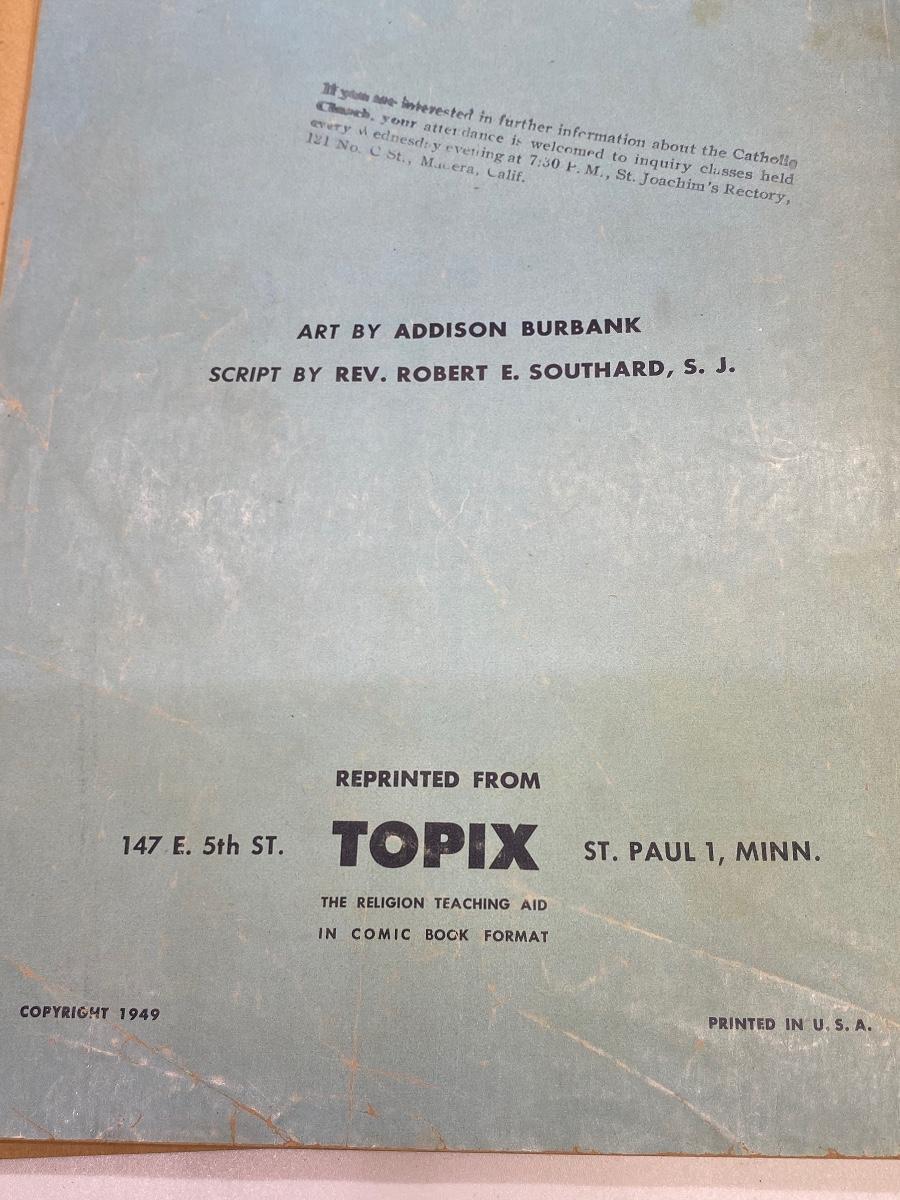 If you are interested in further information about the Catholic
Church, your attendance is welcomed to inquiry classes held
every Wednesday evening at 7:30 P. M., St. Joachim's Rectory,
121 No. C St., Madera, Calif.
ART BY ADDISON BURBANK
SCRIPT BY REV. ROBERT E. SOUTHARD, S. J.
REPRINTED FROM
147 E. 5th ST. TOPIX ST. PAUL 1, MINN.
THE RELIGION TEACHING AID
IN COMIC BOOK FORMAT
COPYRIGHT 1949
PRINTED IN U. S. A.